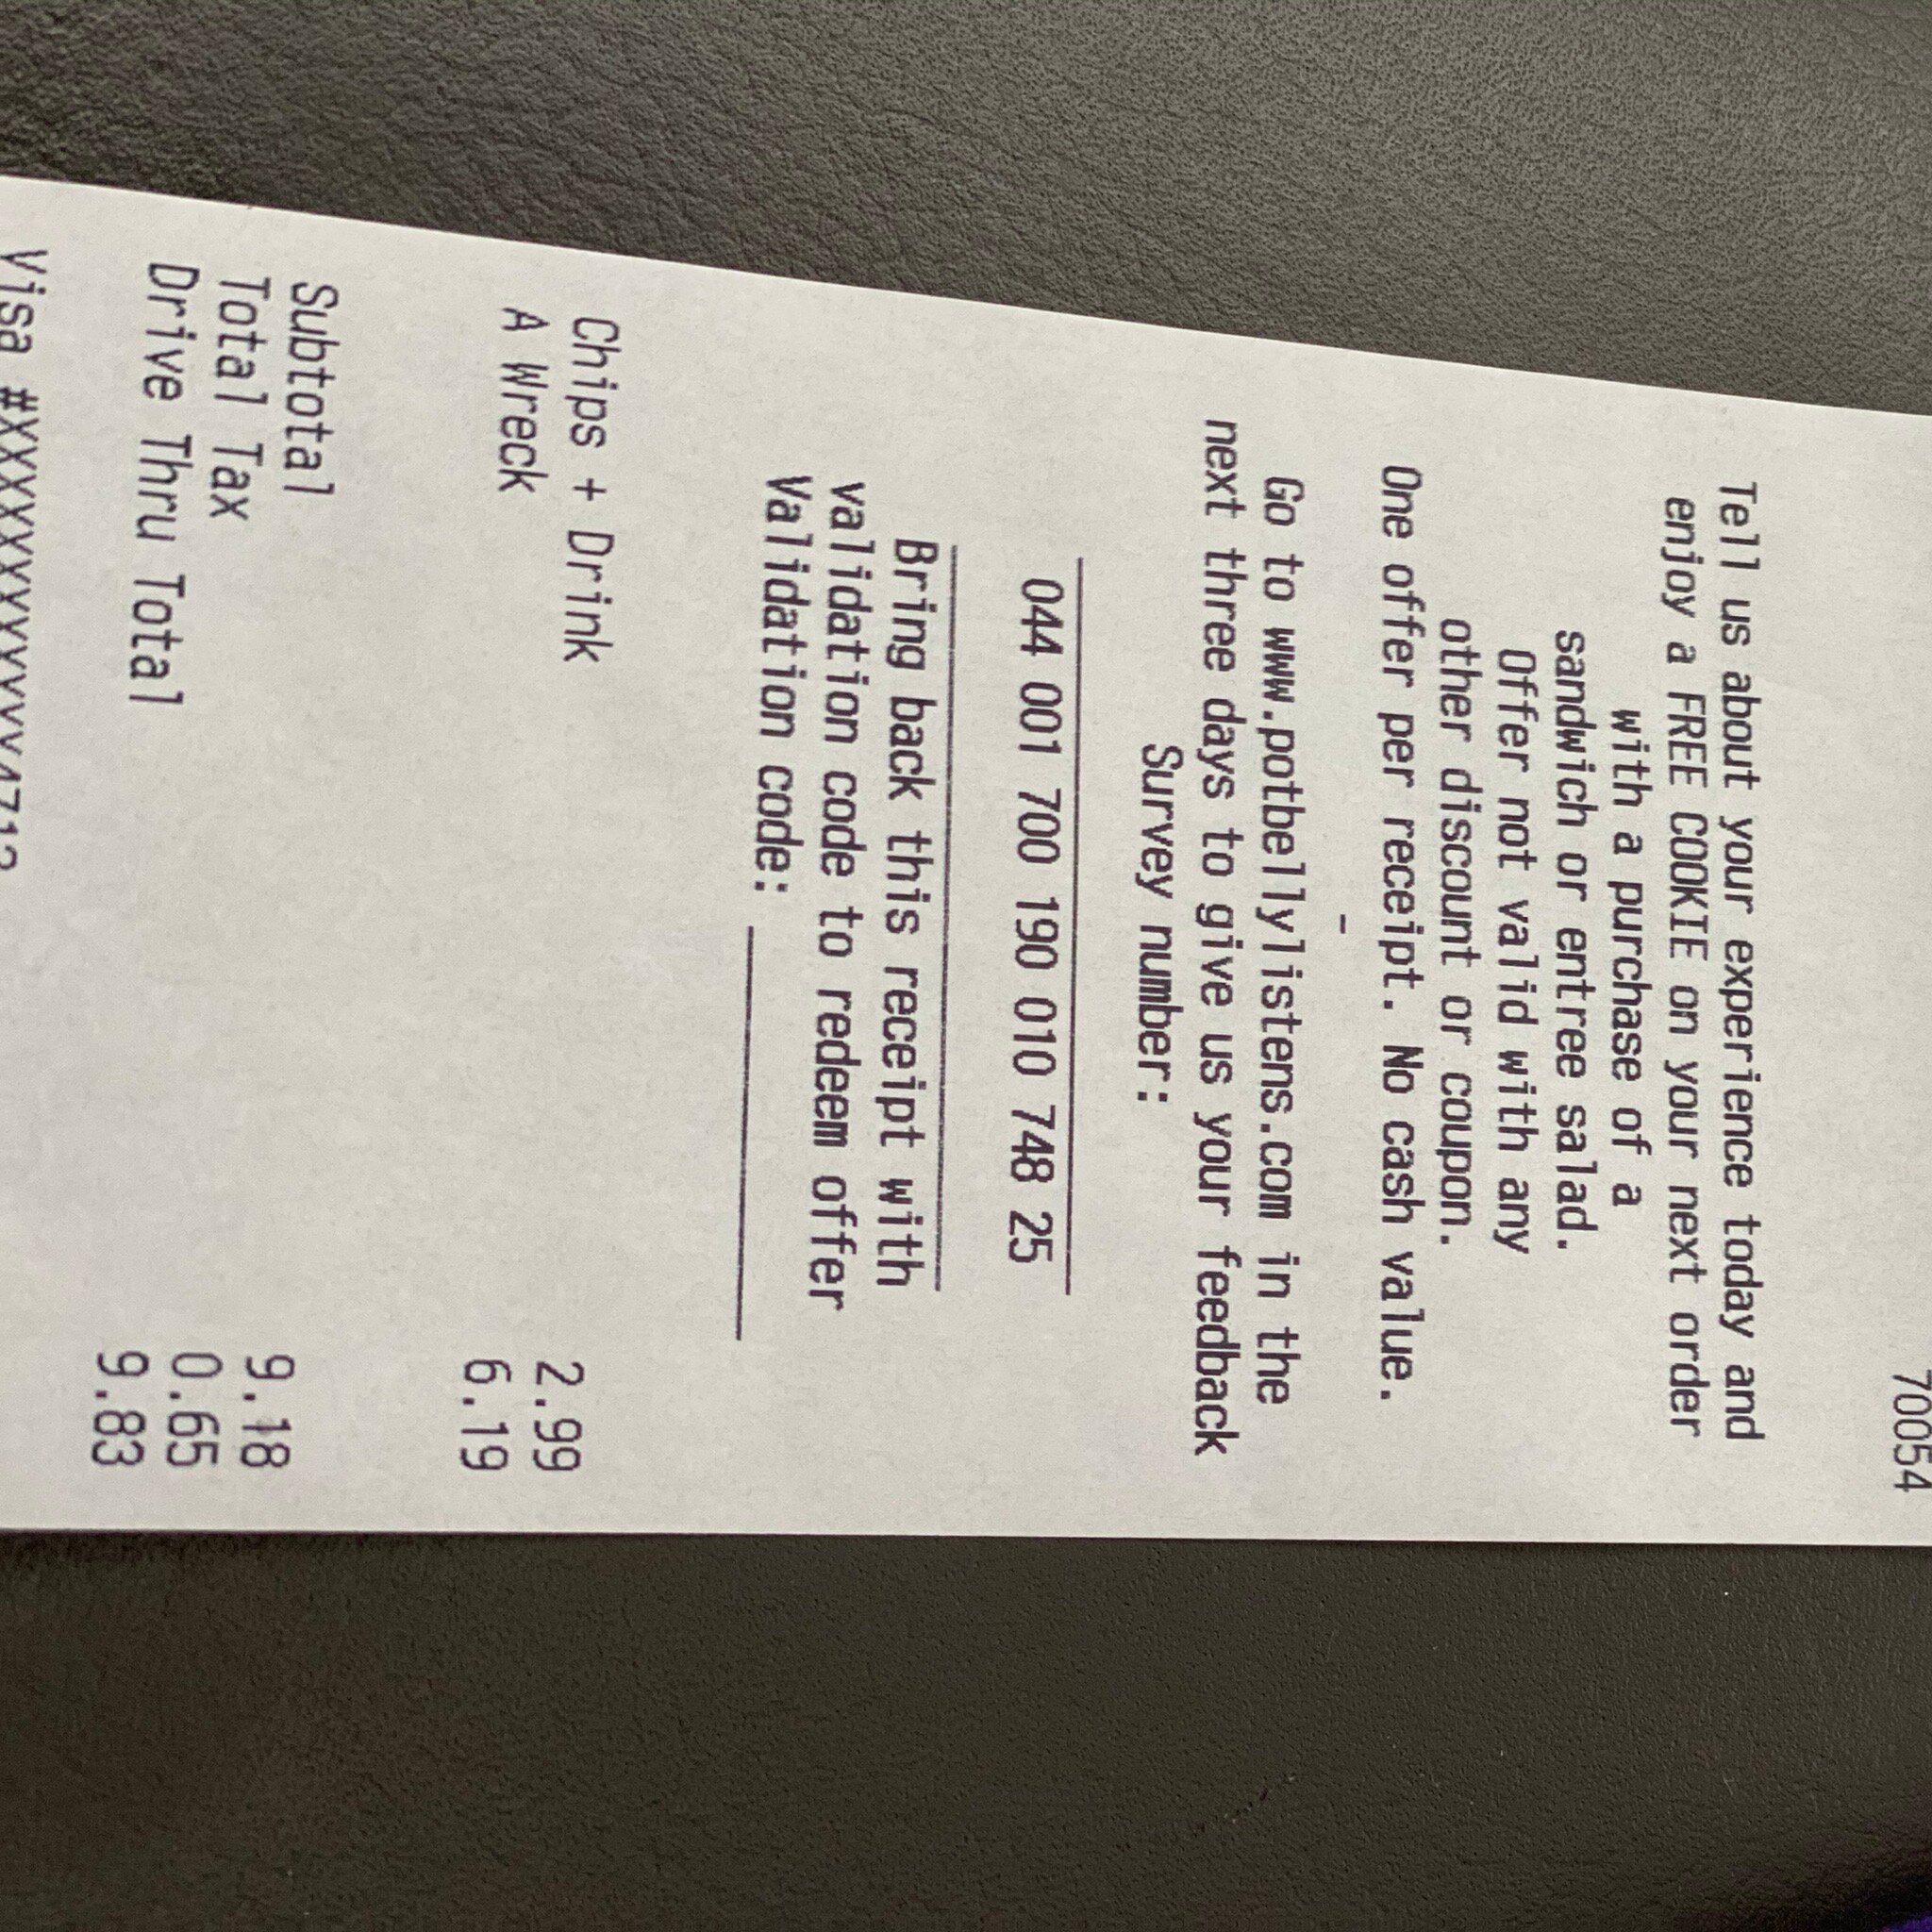 70054
Tell us about your experience today and
enjoy a FREE COOKIE on your next order
with a purchase of a
sandwich or entree salad.
Offer not valid with any
other discount or coupon.
One offer per receipt. No cash value.
-
Go to www.potbellylistens.com in the
next three days to give us your feedback
Survey number:
044 001 700 190 010 748 25
Bring back this receipt with
validation code to redeem offer
Validation code:
Chips + Drink 2.99
A Wreck 6.19
Subtotal 9.18
Total Tax 0.65
Drive Thru Total 9.83
Visa